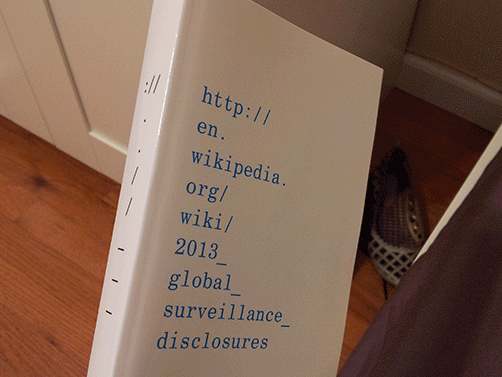 ://
.
.
/
/
_
_
_
http://
en.
wikipedia.
org/
wiki/
2013_
global_
surveillance_
disclosures